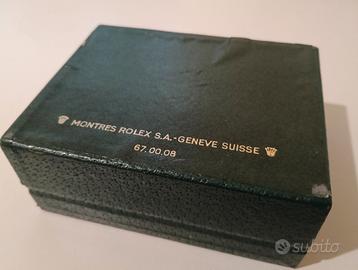 MONTRES ROLEX S.A.-GENEVE SUISSE
67.00.08
subito